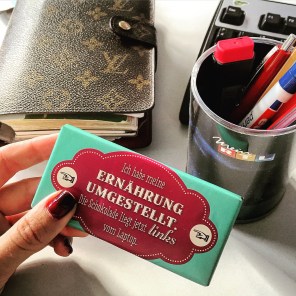 Ich habe meine
ERNÄHRUNG
UMGESTELLT.
Die Schokolade liegt jetzt links
vom Laptop.